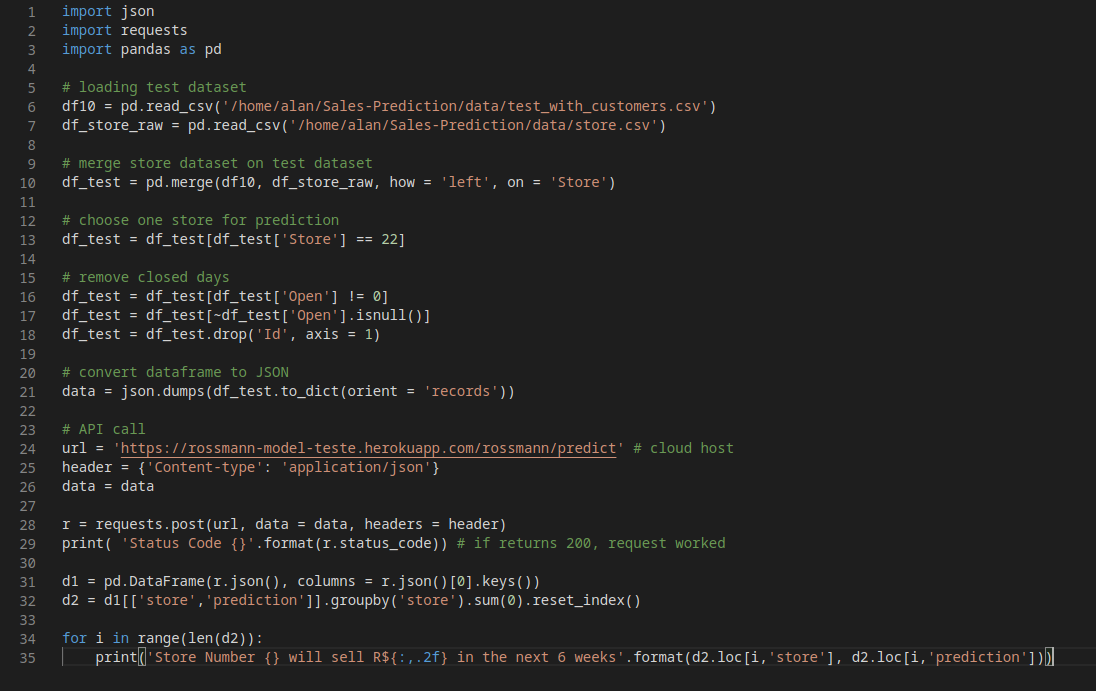 1 import json
2 import requests
3 import pandas as pd
4
5 # loading test dataset
6 df10 = pd.read_csv('/home/alan/Sales-Prediction/data/test_with_customers.csv')
7 df_store_raw = pd.read_csv('/home/alan/Sales-Prediction/data/store.csv')
8
9 # merge store dataset on test dataset
10 df_test = pd.merge(df10, df_store_raw, how = 'left', on = 'Store')
11
12 # choose one store for prediction
13 df_test = df_test[df_test['Store'] == 22]
14
15 # remove closed days
16 df_test = df_test[df_test['Open'] != 0]
17 df_test = df_test[~df_test['Open'].isnull()]
18 df_test = df_test.drop('Id', axis = 1)
19
20 # convert dataframe to JSON
21 data = json.dumps(df_test.to_dict(orient = 'records'))
22
23 # API call
24 url = 'https://rossmann-model-teste.herokuapp.com/rossmann/predict' # cloud host
25 header = {'Content-type': 'application/json'}
26 data = data
27
28 r = requests.post(url, data = data, headers = header)
29 print( 'Status Code {}'.format(r.status_code)) # if returns 200, request worked
30
31 d1 = pd.DataFrame(r.json(), columns = r.json()[0].keys())
32 d2 = d1[['store','prediction']].groupby('store').sum(0).reset_index()
33
34 for i in range(len(d2)):
35     print('Store Number {} will sell R${:,.2f} in the next 6 weeks'.format(d2.loc[i,'store'], d2.loc[i,'prediction']))